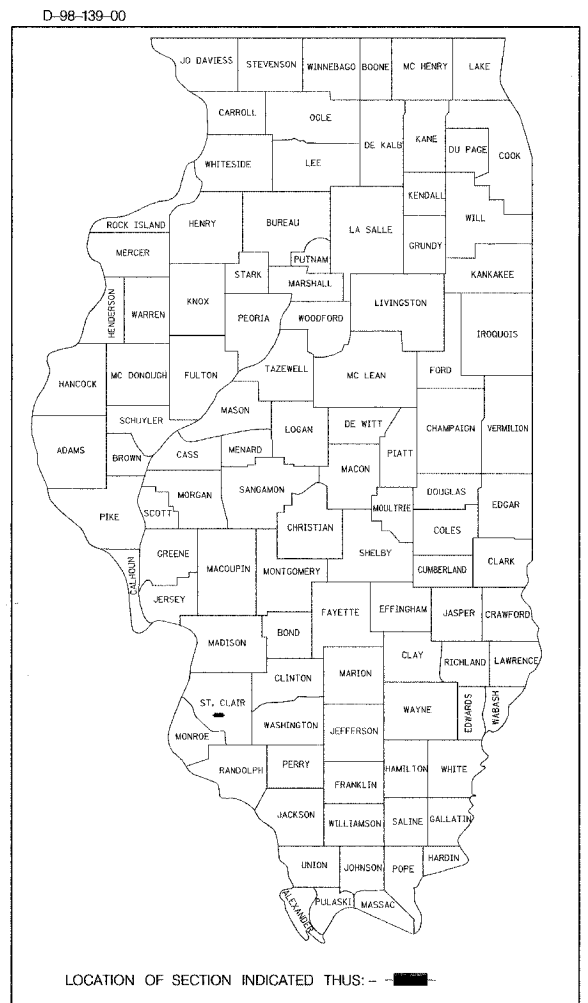 D-98-139-00
JO DAVIESS STEVENSON WINNEBAGO BOONE MC HENRY LAKE
CARROLL OGLE DE KALB KANE DU PAGE COOK
WHITESIDE LEE
KENDALL WILL
ROCK ISLAND HENRY BUREAU LA SALLE GRUNDY
MERCER PUTNAM
STARK MARSHALL KANKAKEE
HENDERSON WARREN KNOX PEORIA WOODFORD LIVINGSTON IROQUOIS
HANCOCK MC DONOUGH FULTON TAZEWELL MC LEAN FORD
SCHUYLER MASON LOGAN DE WITT CHAMPAIGN VERMILION
ADAMS BROWN CASS MENARD MACON PIATT
PIKE SCOTT MORGAN SANGAMON CHRISTIAN MOULTRIE DOUGLAS EDGAR
COLES
CALHOUN GREENE MACOUPIN MONTGOMERY SHELBY CUMBERLAND CLARK
JERSEY FAYETTE EFFINGHAM JASPER CRAWFORD
MADISON BOND CLAY RICHLAND LAWRENCE
CLINTON MARION
ST. CLAIR WASHINGTON JEFFERSON WAYNE EDWARDS WABASH
MONROE
RANDOLPH PERRY FRANKLIN HAMILTON WHITE
JACKSON WILLIAMSON SALINE GALLATIN
UNION JOHNSON POPE HARDIN
ALEXANDER PULASKI MASSAC
LOCATION OF SECTION INDICATED THUS: -